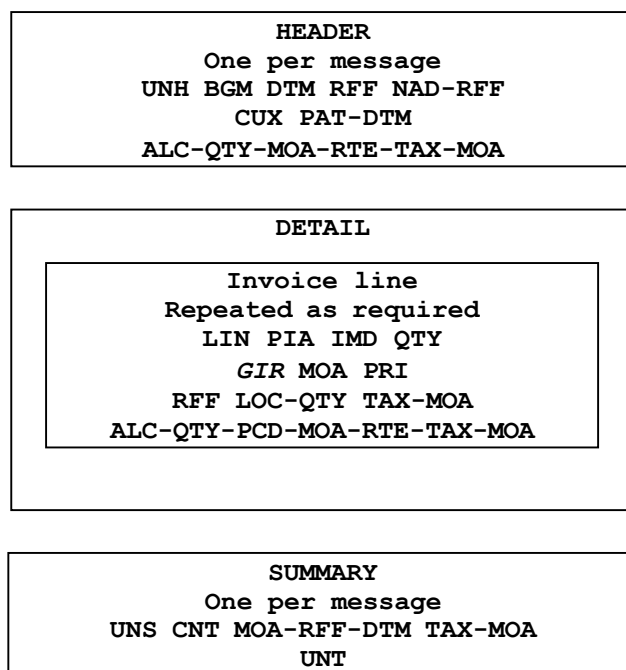 HEADER
One per message
UNH BGM DTM RFF NAD-RFF
CUX PAT-DTM
ALC-QTY-MOA-RTE-TAX-MOA
DETAIL
Invoice line
Repeated as required
LIN PIA IMD QTY
GIR MOA PRI
RFF LOC-QTY TAX-MOA
ALC-QTY-PCD-MOA-RTE-TAX-MOA
SUMMARY
One per message
UNS CNT MOA-RFF-DTM TAX-MOA
UNT